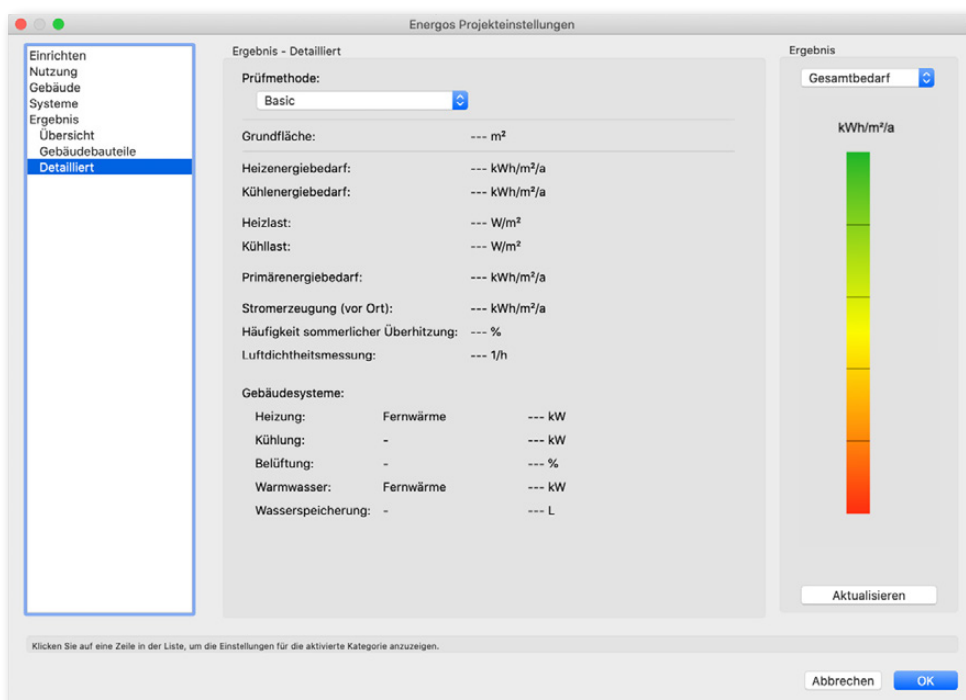 Energos Projekteinstellungen
Einrichten
Nutzung
Gebäude
Systeme
Ergebnis
Übersicht
Gebäudebauteile
Detailliert
Ergebnis - Detailliert
Prüfmethode:
Basic
Grundfläche: --- m²
Heizenergiebedarf: --- kWh/m²/a
Kühlenergiebedarf: --- kWh/m²/a
Heizlast: --- W/m²
Kühllast: --- W/m²
Primärenergiebedarf: --- kWh/m²/a
Stromerzeugung (vor Ort): --- kWh/m²/a
Häufigkeit sommerlicher Überhitzung: --- %
Luftdichtheitsmessung: --- 1/h
Gebäudesysteme:
Heizung: Fernwärme --- kW
Kühlung: - --- kW
Belüftung: - --- %
Warmwasser: Fernwärme --- kW
Wasserspeicherung: - --- L
Ergebnis
Gesamtbedarf
kWh/m²/a
Aktualisieren
Klicken Sie auf eine Zeile in der Liste, um die Einstellungen für die aktivierte Kategorie anzuzeigen.
Abbrechen OK